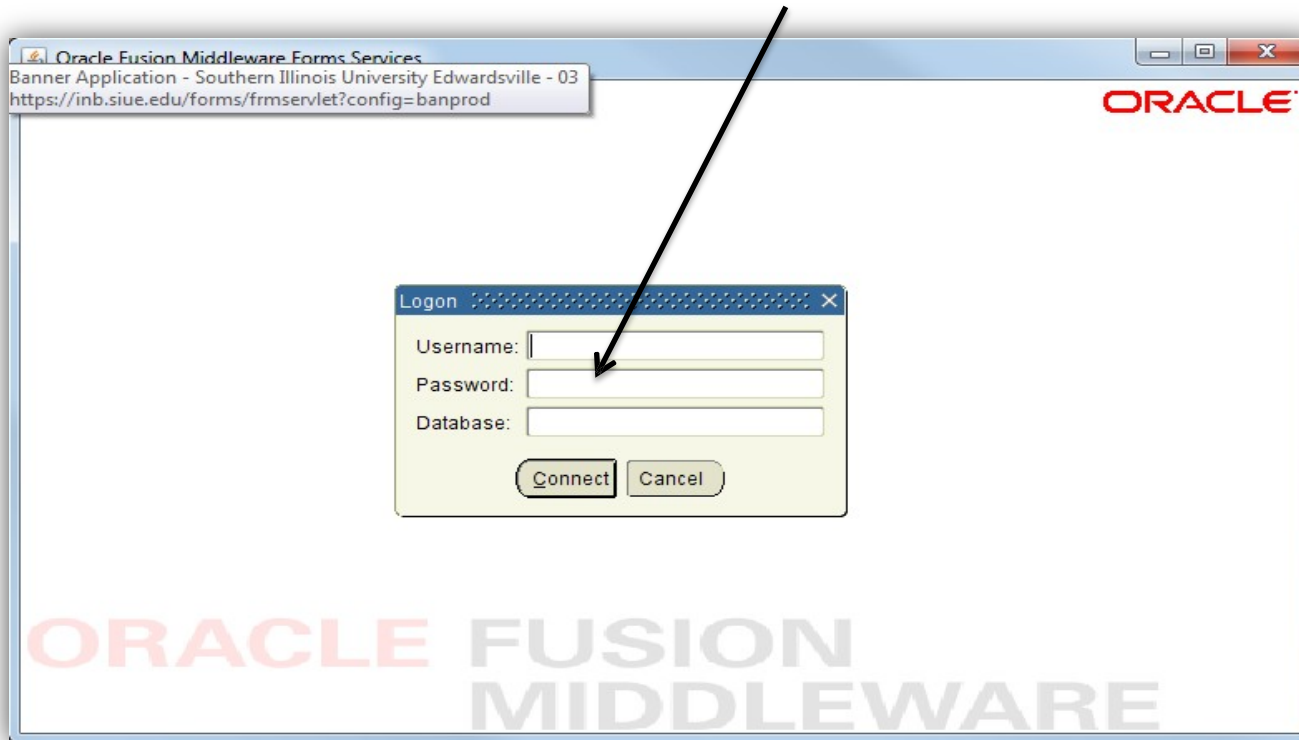 Oracle Fusion Middleware Forms Services
Banner Application - Southern Illinois University Edwardsville - 03
https://inb.siue.edu/forms/frmservlet?config=banprod
ORACLE
Logon
Username:
Password:
Database:
Connect Cancel
ORACLE FUSION
MIDDLEWARE